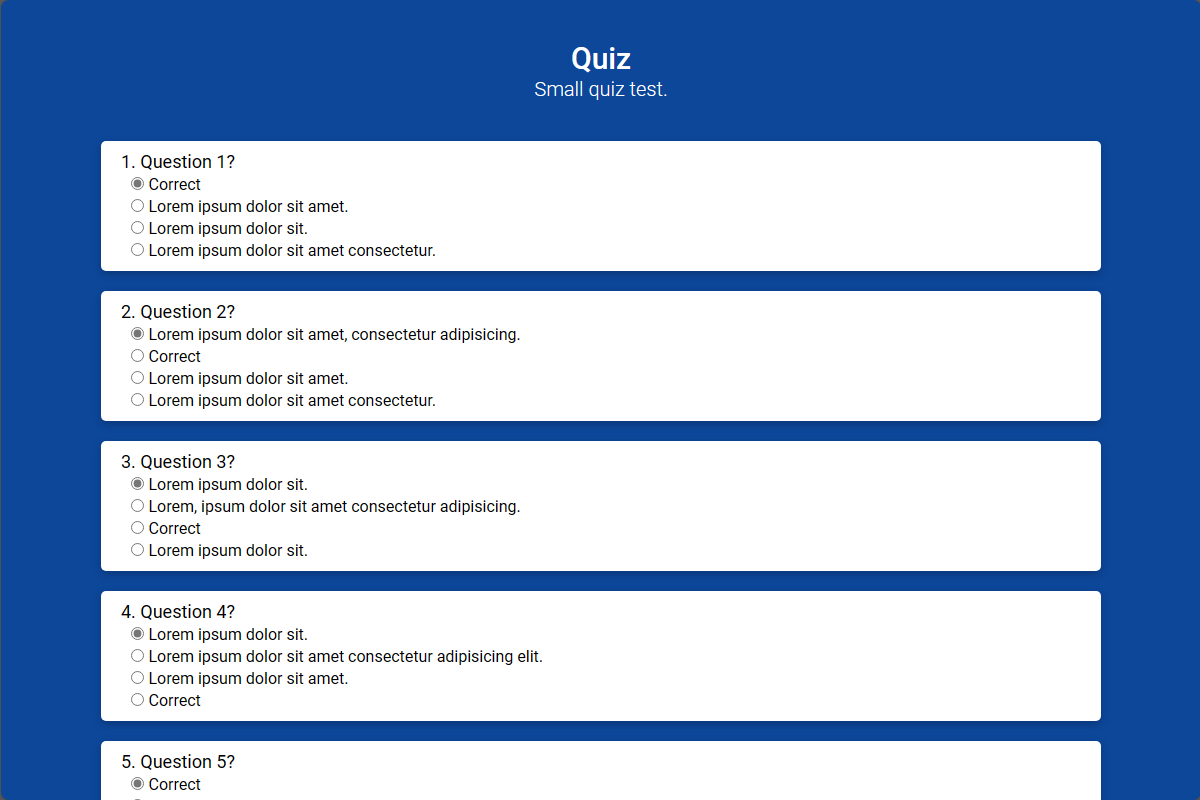 Quiz
Small quiz test.
1. Question 1?
Correct
Lorem ipsum dolor sit amet.
Lorem ipsum dolor sit.
Lorem ipsum dolor sit amet consectetur.
2. Question 2?
Lorem ipsum dolor sit amet, consectetur adipisicing.
Correct
Lorem ipsum dolor sit amet.
Lorem ipsum dolor sit amet consectetur.
3. Question 3?
Lorem ipsum dolor sit.
Lorem, ipsum dolor sit amet consectetur adipisicing.
Correct
Lorem ipsum dolor sit.
4. Question 4?
Lorem ipsum dolor sit.
Lorem ipsum dolor sit amet consectetur adipisicing elit.
Lorem ipsum dolor sit amet.
Correct
5. Question 5?
Correct